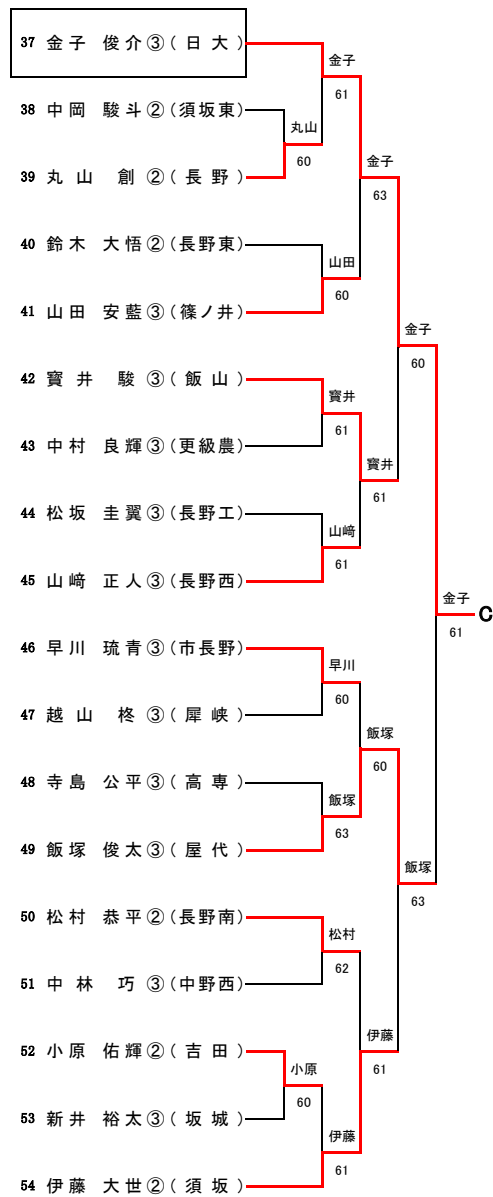 37 金子 俊介③(日大)
金子
61
38 中岡 駿斗②(須坂東)
丸山
60
金子
39 丸山 創②(長野)
63
40 鈴木 大悟②(長野東)
山田
60
41 山田 安藍③(篠ノ井)
金子
60
42 寳井 駿③(飯山)
寳井
61
43 中村 良輝③(更級農)
寳井
61
44 松坂 圭翼③(長野工)
山﨑
61
45 山﨑 正人③(長野西)
金子
C
61
46 早川 琉青③(市長野)
早川
60
47 越山 柊③(犀峡)
飯塚
60
48 寺島 公平③(高専)
飯塚
63
49 飯塚 俊太③(屋代)
飯塚
63
50 松村 恭平②(長野南)
松村
62
51 中林 巧③(中野西)
伊藤
61
52 小原 佑輝②(吉田)
小原
60
53 新井 裕太③(坂城)
伊藤
61
54 伊藤 大世②(須坂)